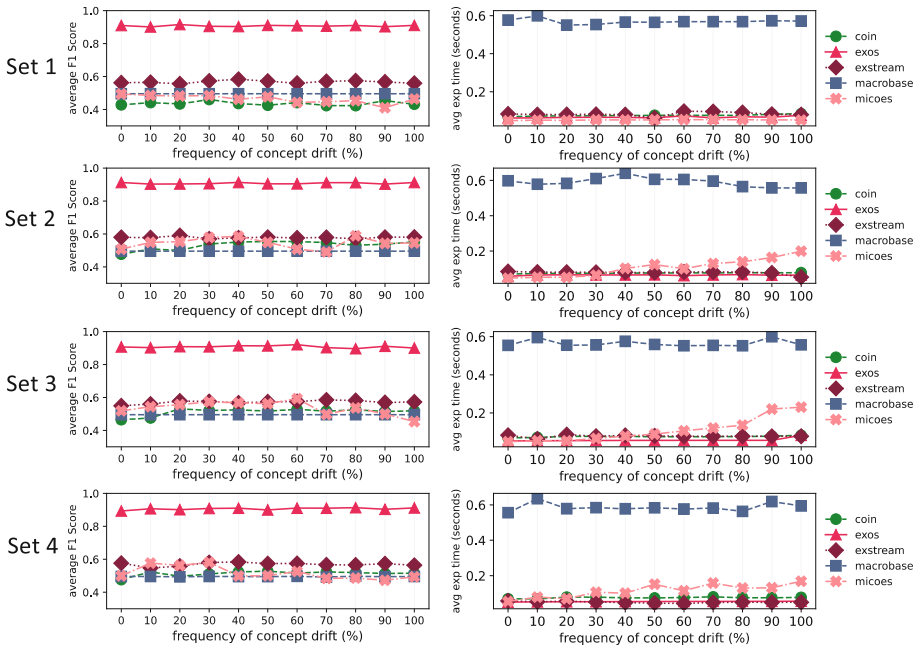 Set 1
average F1 Score
1.0
0.8
0.6
0.4
0 10 20 30 40 50 60 70 80 90 100
frequency of concept drift (%)
avg exp time (seconds)
0.6
0.4
0.2
0 10 20 30 40 50 60 70 80 90 100
frequency of concept drift (%)
coin
exos
exstream
macrobase
micoes
Set 2
average F1 Score
1.0
0.8
0.6
0.4
0 10 20 30 40 50 60 70 80 90 100
frequency of concept drift (%)
avg exp time (seconds)
0.6
0.4
0.2
0 10 20 30 40 50 60 70 80 90 100
frequency of concept drift (%)
coin
exos
exstream
macrobase
micoes
Set 3
average F1 Score
1.0
0.8
0.6
0.4
0 10 20 30 40 50 60 70 80 90 100
frequency of concept drift (%)
avg exp time (seconds)
0.6
0.4
0.2
0 10 20 30 40 50 60 70 80 90 100
frequency of concept drift (%)
coin
exos
exstream
macrobase
micoes
Set 4
average F1 Score
1.0
0.8
0.6
0.4
0 10 20 30 40 50 60 70 80 90 100
frequency of concept drift (%)
avg exp time (seconds)
0.6
0.4
0.2
0 10 20 30 40 50 60 70 80 90 100
frequency of concept drift (%)
coin
exos
exstream
macrobase
micoes